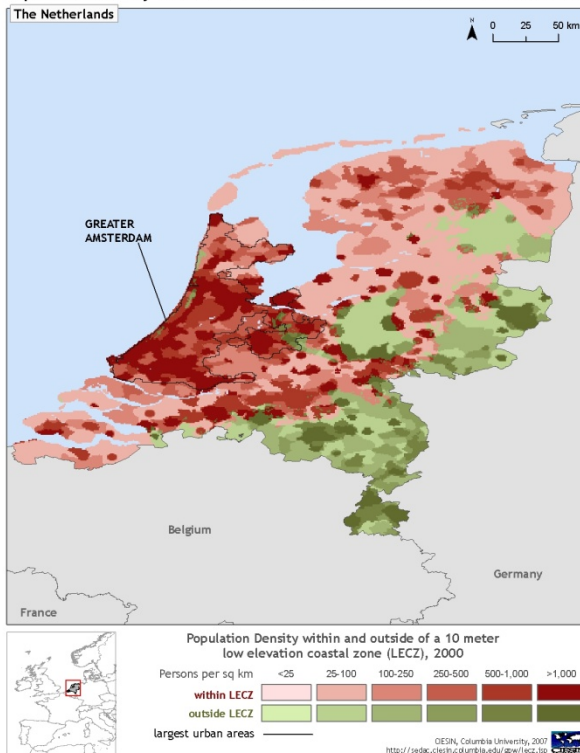 The Netherlands
N
0 25 50 km
GREATER
AMSTERDAM
Belgium
Germany
France
Population Density within and outside of a 10 meter
low elevation coastal zone (LECZ), 2000
Persons per sq km <25 25-100 100-250 250-500 500-1,000 >1,000
within LECZ
outside LECZ
largest urban areas
CIESIN, Columbia University, 2007
http://sedac.ciesin.columbia.edu/gpw/lecz.jsp
CIESIN